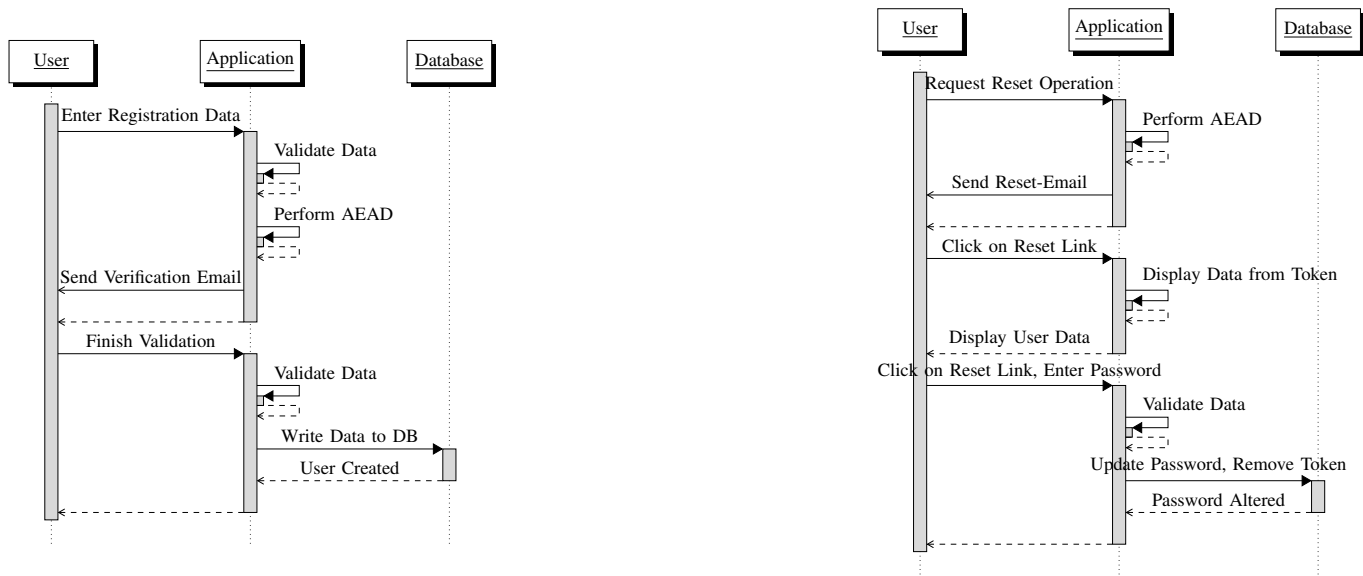 User
Application
Database
Enter Registration Data
Validate Data
Perform AEAD
Send Verification Email
Finish Validation
Validate Data
Write Data to DB
User Created
User
Application
Database
Request Reset Operation
Perform AEAD
Send Reset-Email
Click on Reset Link
Display Data from Token
Display User Data
Click on Reset Link, Enter Password
Validate Data
Update Password, Remove Token
Password Altered